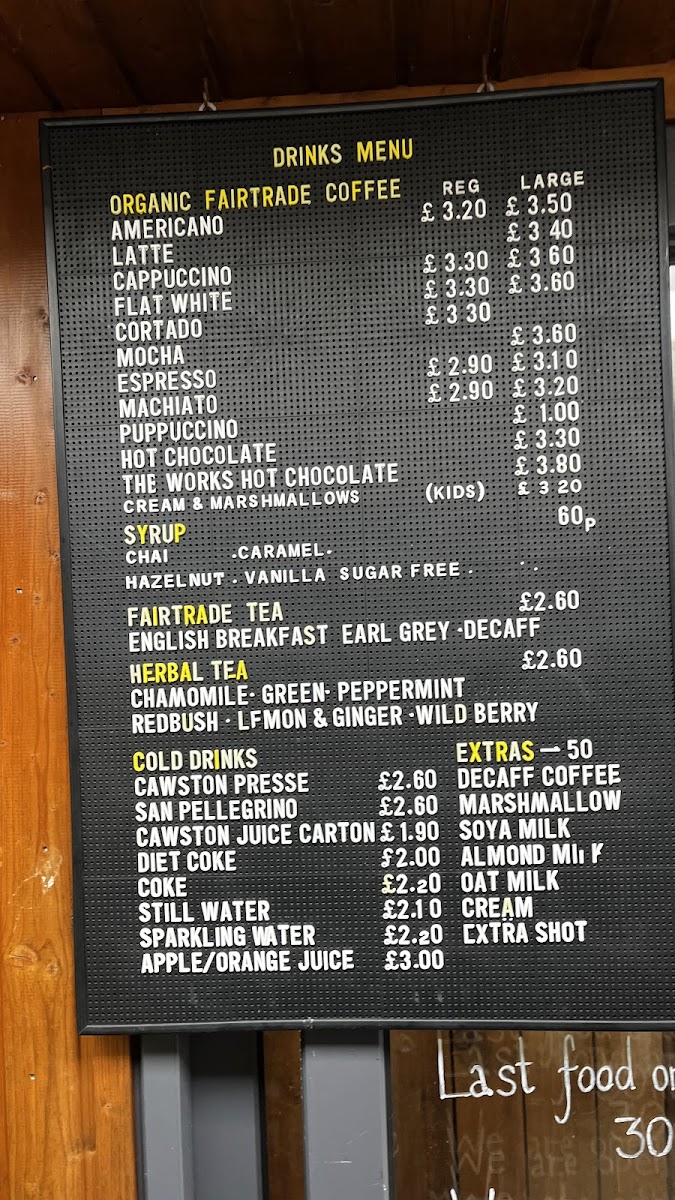 DRINKS MENU
ORGANIC FAIRTRADE COFFEE REG LARGE
AMERICANO £ 3.20 £ 3.50
LATTE £ 3 40
CAPPUCCINO £ 3.30 £ 3 60
FLAT WHITE £ 3.30 £ 3.60
CORTADO £ 3 30
MOCHA £ 3.60
ESPRESSO £ 2.90 £ 3.10
MACHIATO £ 2.90 £ 3.20
PUPPUCCINO £ 1.00
HOT CHOCOLATE £ 3.30
THE WORKS HOT CHOCOLATE £ 3.80
CREAM & MARSHMALLOWS (KIDS) £ 3 20
SYRUP 60P
CHAI .CARAMEL.
HAZELNUT . VANILLA SUGAR FREE .
FAIRTRADE TEA £2.60
ENGLISH BREAKFAST EARL GREY ·DECAFF
HERBAL TEA £2.60
CHAMOMILE· GREEN· PEPPERMINT
REDBUSH · LFMON & GINGER ·WILD BERRY
COLD DRINKS
CAWSTON PRESSE £2.60
SAN PELLEGRINO £2.60
CAWSTON JUICE CARTON £1.90
DIET COKE £2.00
COKE £2.20
STILL WATER £2.10
SPARKLING WATER £2.20
APPLE/ORANGE JUICE £3.00
EXTRAS — 50
DECAFF COFFEE
MARSHMALLOW
SOYA MILK
ALMOND MILK
OAT MILK
CREAM
EXTRA SHOT
Last food
30